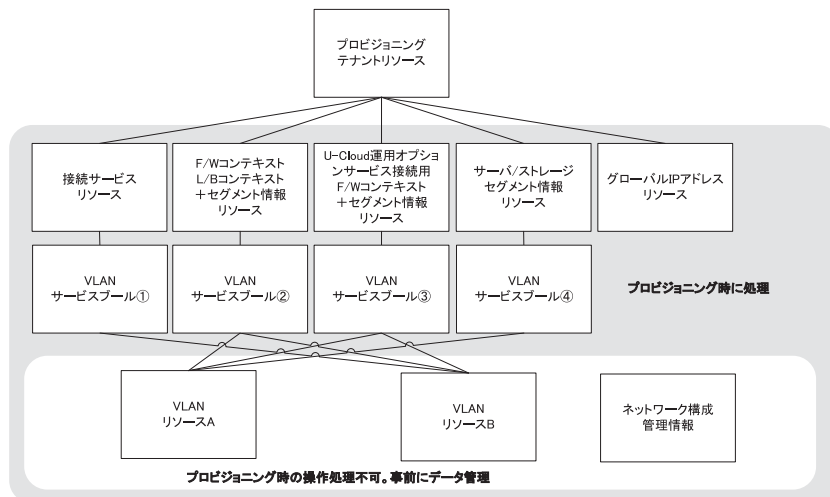 プロビジョニング
テナントリソース
接続サービス
リソース
F/Wコンテキスト
L/Bコンテキスト
＋セグメント情報
リソース
U-Cloud運用オプショ
ンサービス接続用
F/Wコンテキスト
＋セグメント情報
リソース
サーバ/ストレージ
セグメント情報
リソース
グローバルIPアドレス
リソース
VLAN
サービスプール①
VLAN
サービスプール②
VLAN
サービスプール③
VLAN
サービスプール④
プロビジョニング時に処理
VLAN
リソースA
VLAN
リソースB
ネットワーク構成
管理情報
プロビジョニング時の操作処理不可。事前にデータ管理